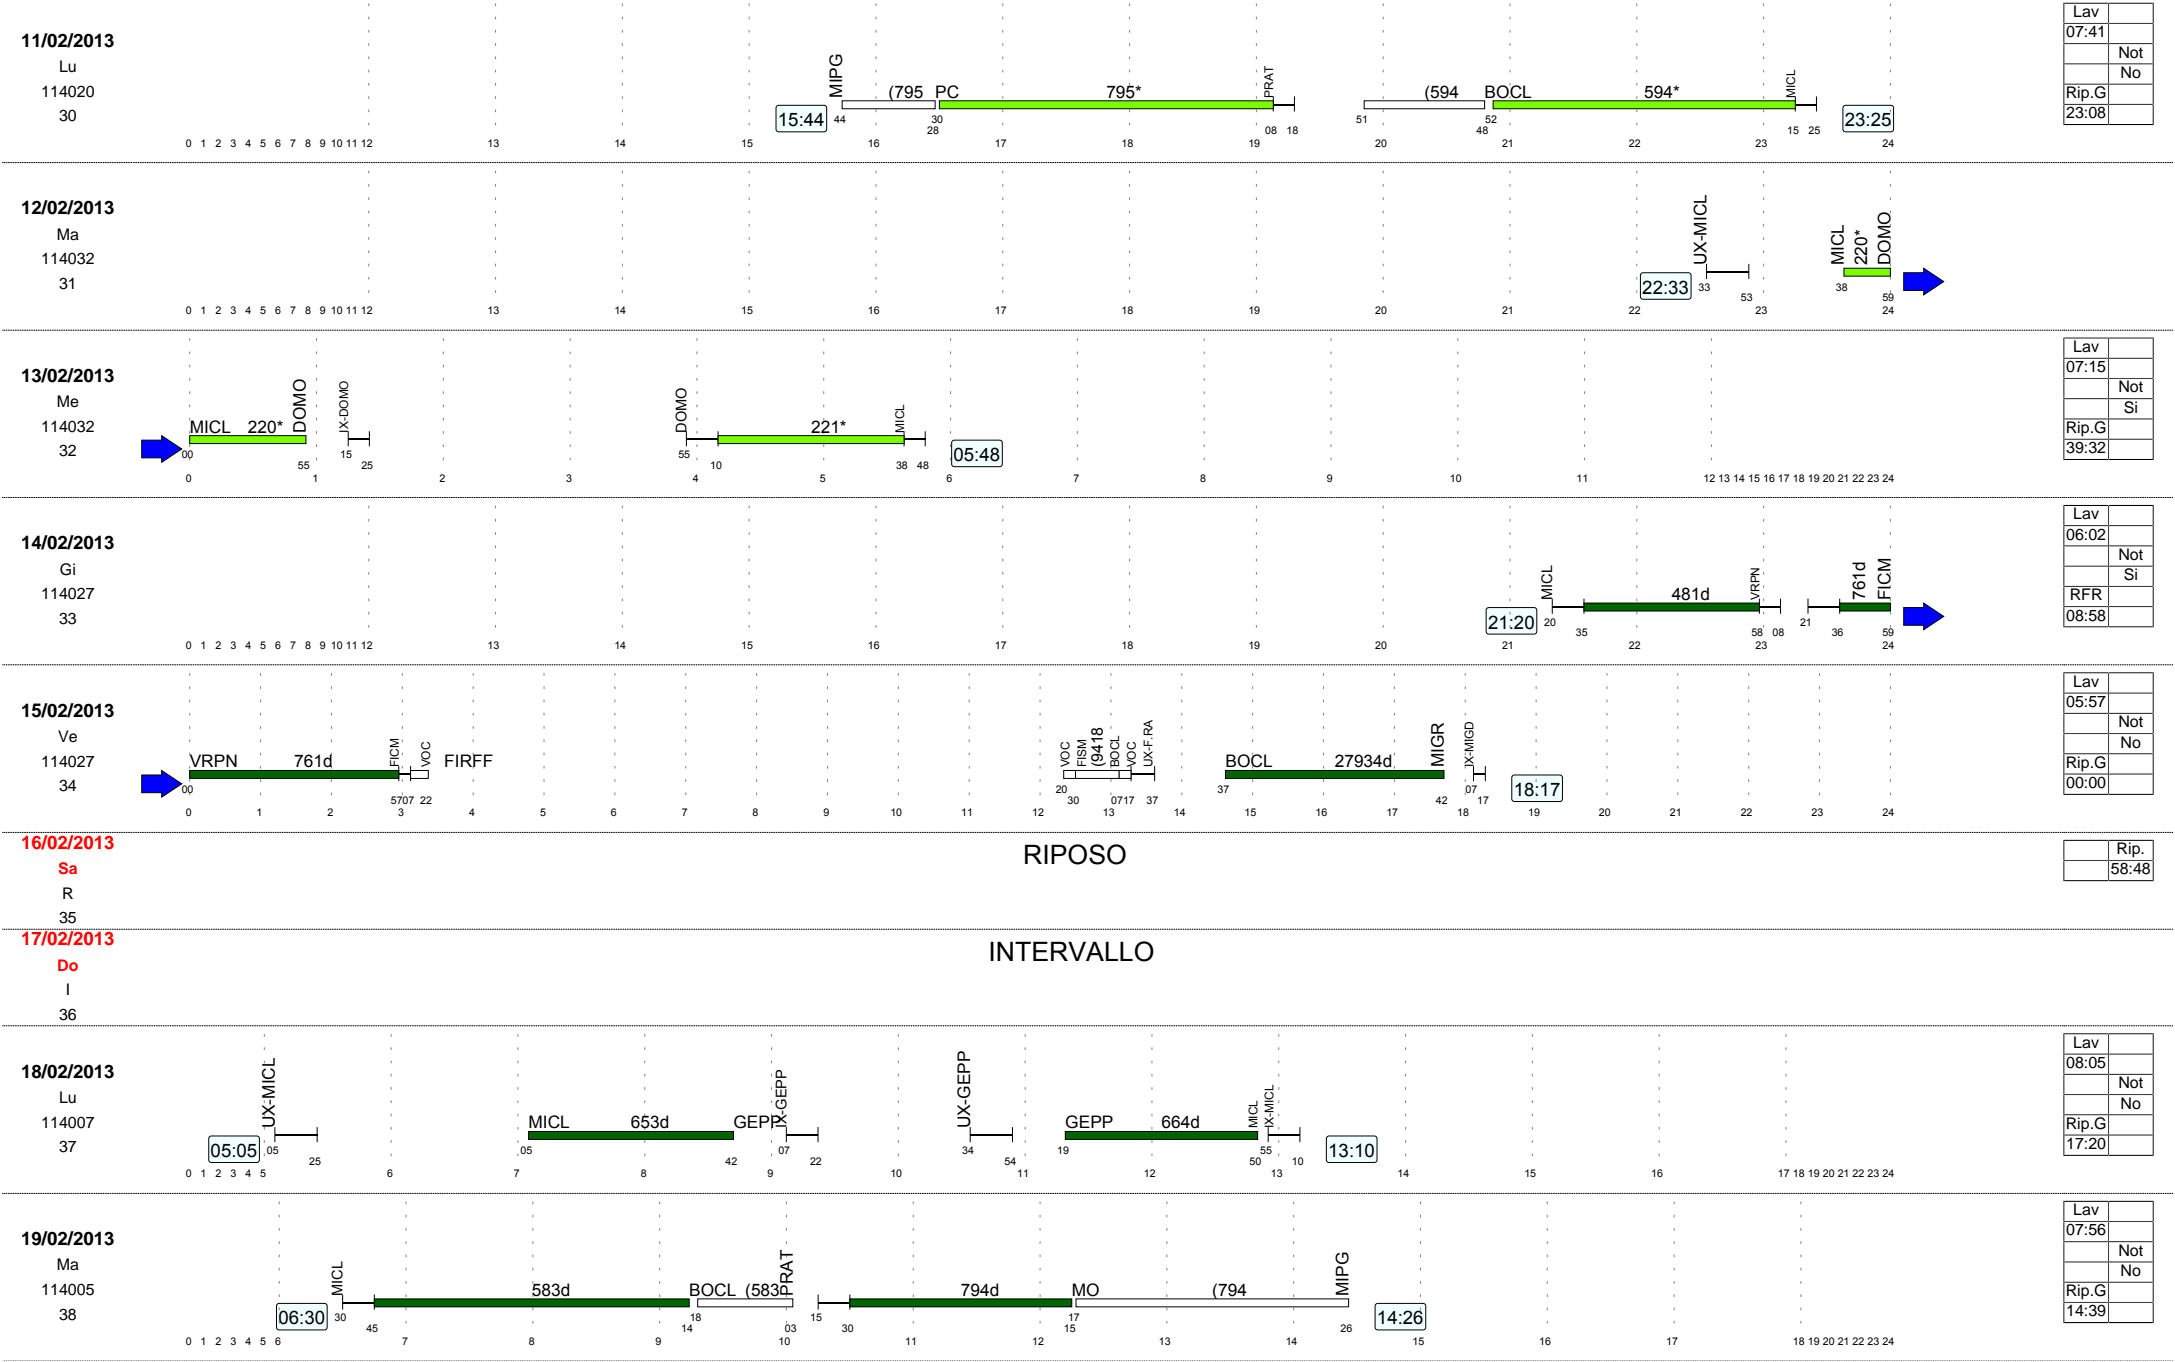 11/02/2013
Lu
114020
30
15:44
MIPG
(795
PC
795*
PRAT
(594
BOCL
594*
MICL
44
30
28
08 18
51
52
48
15 25
23:25
0 1 2 3 4 5 6 7 8 9 10 11 12 13 14 15 16 17 18 19 20 21 22 23 24
Lav
07:41
Not
No
Rip.G
23:08
12/02/2013
Ma
114032
31
22:33
UX-MICL
33
53
MICL
220*
DOMO
38
59
0 1 2 3 4 5 6 7 8 9 10 11 12 13 14 15 16 17 18 19 20 21 22 23 24
13/02/2013
Me
114032
32
MICL 220*
DOMO
IX-DOMO
00
55
15
25
DOMO
221*
MICL
55
10
38 48
05:48
0 1 2 3 4 5 6 7 8 9 10 11 12 13 14 15 16 17 18 19 20 21 22 23 24
Lav
07:15
Not
Si
Rip.G
39:32
14/02/2013
Gi
114027
33
21:20
MICL
481d
VRPN
761d
FICM
20
35
58 08
21
36
59
0 1 2 3 4 5 6 7 8 9 10 11 12 13 14 15 16 17 18 19 20 21 22 23 24
Lav
06:02
Not
Si
RFR
08:58
15/02/2013
Ve
114027
34
VRPN 761d
FICM
VOC
FIRFF
00
57 07 22
VOC
FISM
(9418
BOCL
VOC
UX-F.RA
20
30
07 17
37
BOCL 27934d
MIGR
IX-MIGD
37
42
07
17
18:17
0 1 2 3 4 5 6 7 8 9 10 11 12 13 14 15 16 17 18 19 20 21 22 23 24
Lav
05:57
Not
No
Rip.G
00:00
16/02/2013
Sa
R
35
RIPOSO
Rip.
58:48
17/02/2013
Do
I
36
INTERVALLO
18/02/2013
Lu
114007
37
05:05
UX-MICL
05
25
MICL 653d GEPP
IX-GEPP
05
42
07
22
UX-GEPP
34
54
GEPP 664d
MICL
IX-MICL
19
50 55
10
13:10
0 1 2 3 4 5 6 7 8 9 10 11 12 13 14 15 16 17 18 19 20 21 22 23 24
Lav
08:05
Not
No
Rip.G
17:20
19/02/2013
Ma
114005
38
06:30
MICL
583d
BOCL (583
PRAT
30
45
18
14
03
15
30
794d
MO
(794
MIPG
17
15
26
14:26
0 1 2 3 4 5 6 7 8 9 10 11 12 13 14 15 16 17 18 19 20 21 22 23 24
Lav
07:56
Not
No
Rip.G
14:39